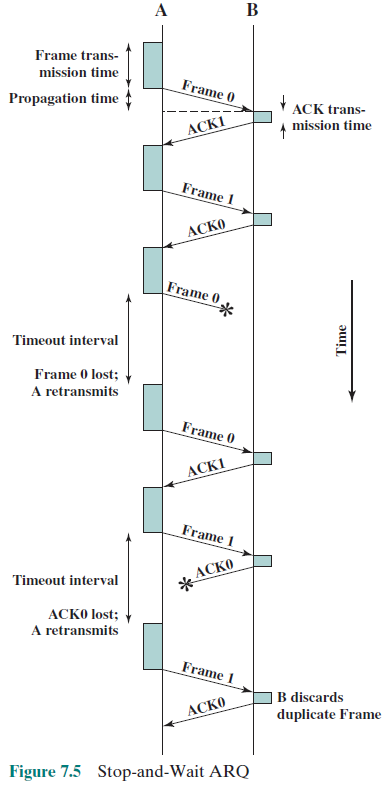 A
B
Frame trans-
mission time
Frame 0
Propagation time
ACK trans-
mission time
ACK1
Frame 1
ACK0
Frame 0
Timeout interval
Time
Frame 0 lost;
A retransmits
Frame 0
ACK1
Frame 1
ACK0
Timeout interval
ACK0 lost;
A retransmits
Frame 1
B discards
duplicate Frame
ACK0
Figure 7.5 Stop-and-Wait ARQ